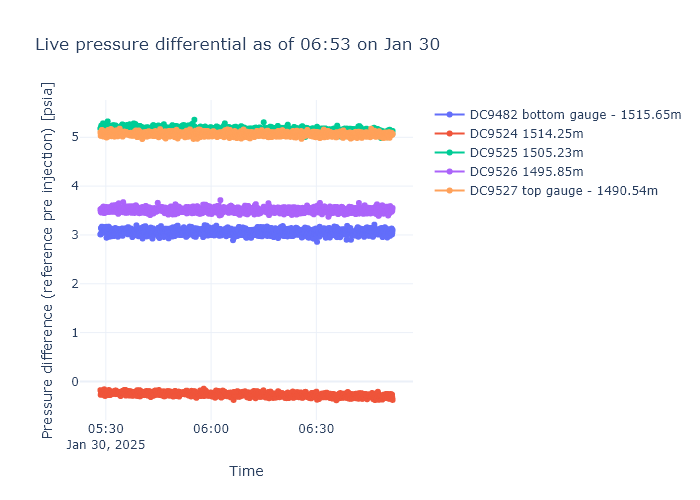 Live pressure differential as of 06:53 on Jan 30
Pressure difference (reference pre injection) [psia]
5
4
3
2
1
0
05:30
Jan 30, 2025
06:00
06:30
Time
DC9482 bottom gauge - 1515.65m
DC9524 1514.25m
DC9525 1505.23m
DC9526 1495.85m
DC9527 top gauge - 1490.54m